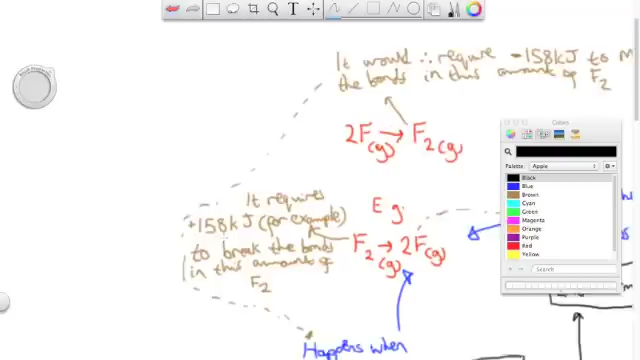 It would ∴ require -158kJ to M
the bonds in this amount of F2
2F(g) → F2(g)
Colors
Palette: Apple
Black
Blue
Brown
Cyan
Green
Magenta
Orange
Purple
Red
Yellow
Search
It requires
+158kJ (for example)
to break the bonds
in this amount of
F2
E g.
F2(g) → 2F(g)
Happens when